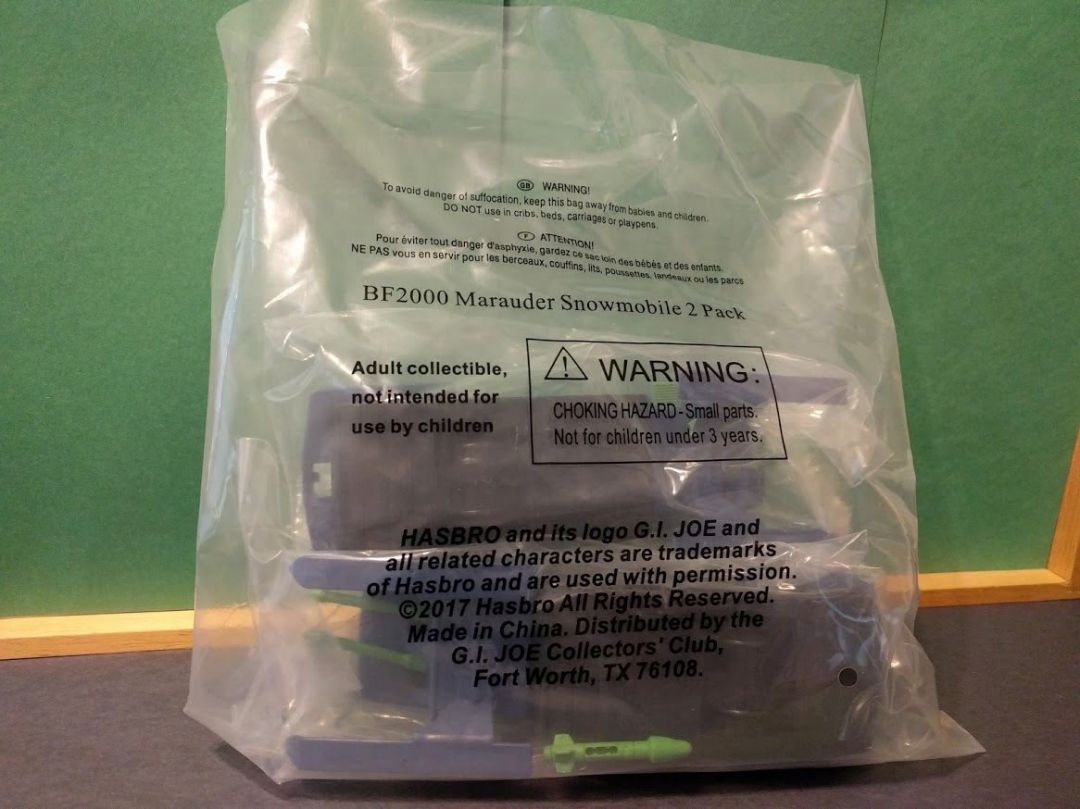 GB WARNING!
To avoid danger of suffocation, keep this bag away from babies and children.
DO NOT use in cribs, beds, carriages or playpens.
F ATTENTION!
Pour éviter tout danger d'asphyxie, gardez ce sac loin des bébés et des enfants.
NE PAS vous en servir pour les berceaux, couffins, lits, poussettes, landeaux ou les parcs
BF2000 Marauder Snowmobile 2 Pack
Adult collectible,
not intended for
use by children
WARNING:
CHOKING HAZARD - Small parts.
Not for children under 3 years.
HASBRO and its logo G.I. JOE and
all related characters are trademarks
of Hasbro and are used with permission.
©2017 Hasbro All Rights Reserved.
Made in China. Distributed by the
G.I. JOE Collectors' Club,
Fort Worth, TX 76108.